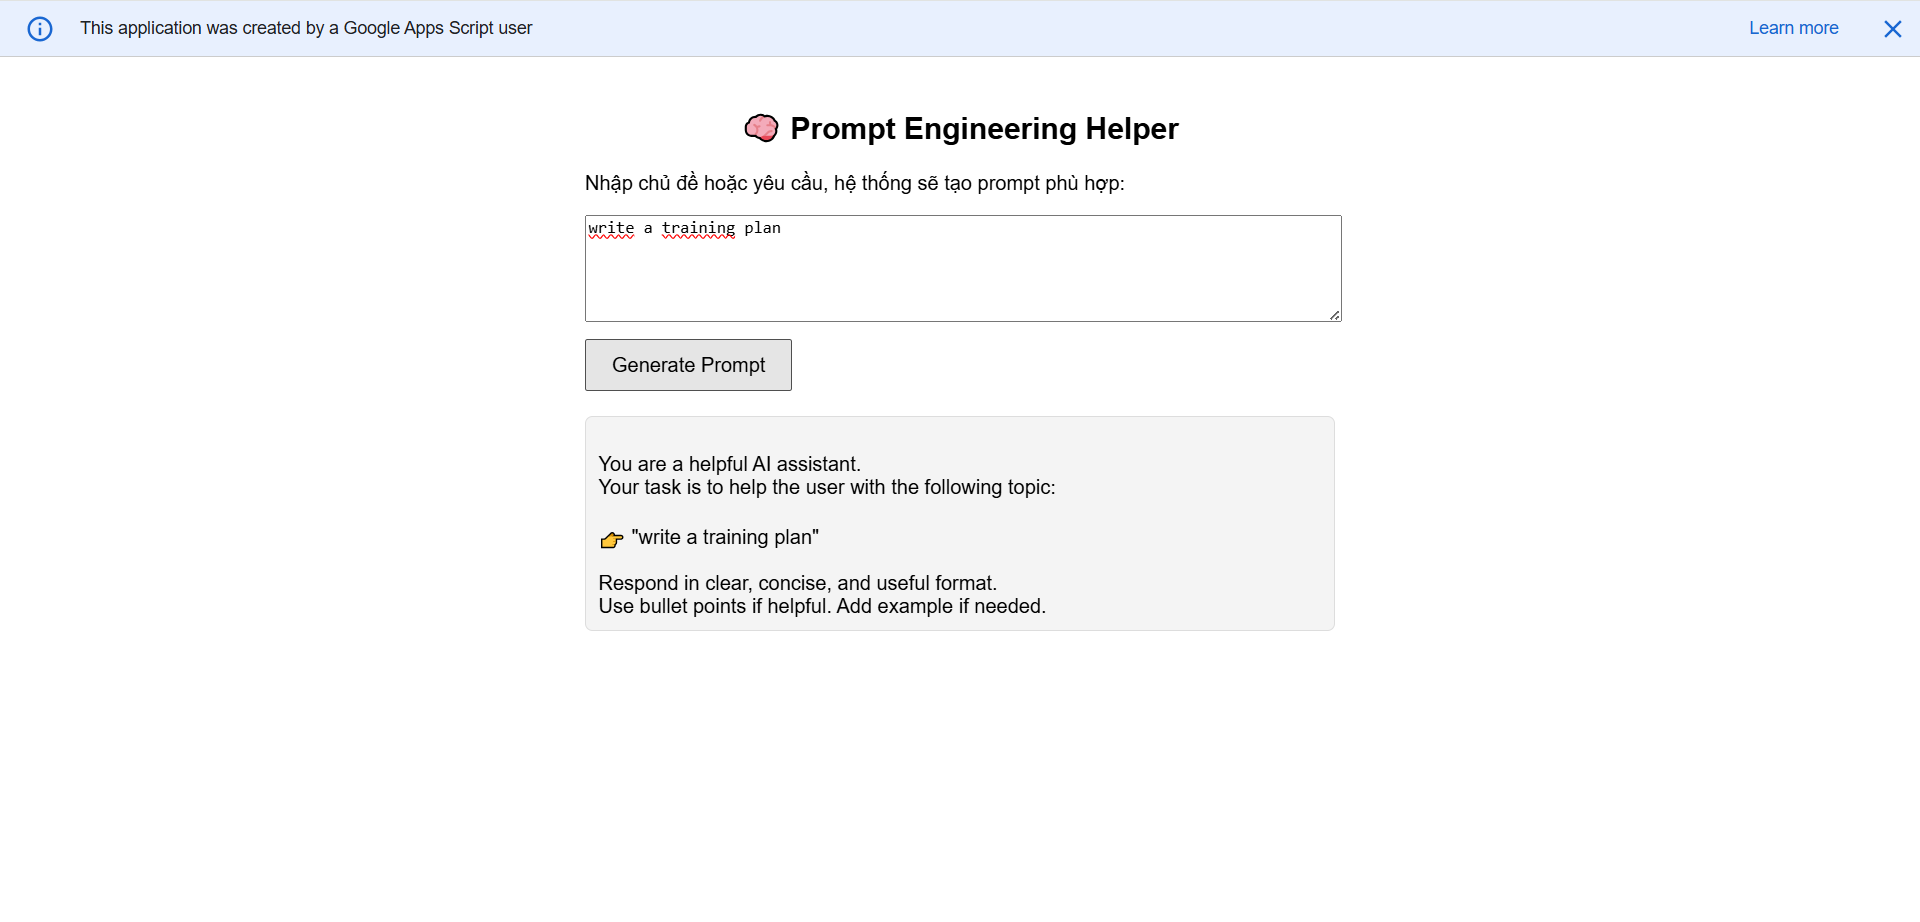 This application was created by a Google Apps Script user
Learn more
🧠 Prompt Engineering Helper
Nhập chủ đề hoặc yêu cầu, hệ thống sẽ tạo prompt phù hợp:
write a training plan
Generate Prompt
You are a helpful AI assistant.
Your task is to help the user with the following topic:
👉 "write a training plan"
Respond in clear, concise, and useful format.
Use bullet points if helpful. Add example if needed.